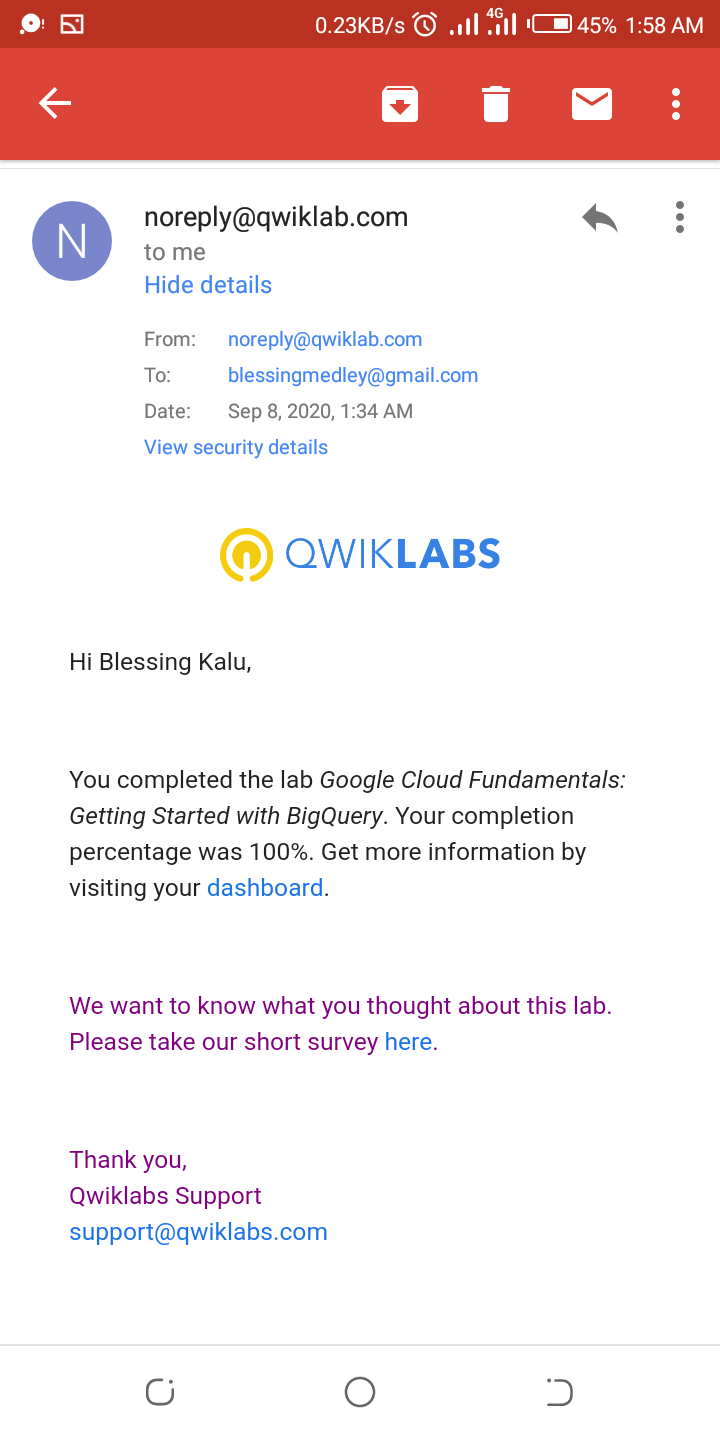 0.23KB/s 4G 45% 1:58 AM
N
noreply@qwiklab.com
to me
Hide details
From: noreply@qwiklab.com
To: blessingmedley@gmail.com
Date: Sep 8, 2020, 1:34 AM
View security details
QWIKLABS
Hi Blessing Kalu,
You completed the lab Google Cloud Fundamentals:
Getting Started with BigQuery. Your completion
percentage was 100%. Get more information by
visiting your dashboard.
We want to know what you thought about this lab.
Please take our short survey here.
Thank you,
Qwiklabs Support
support@qwiklabs.com